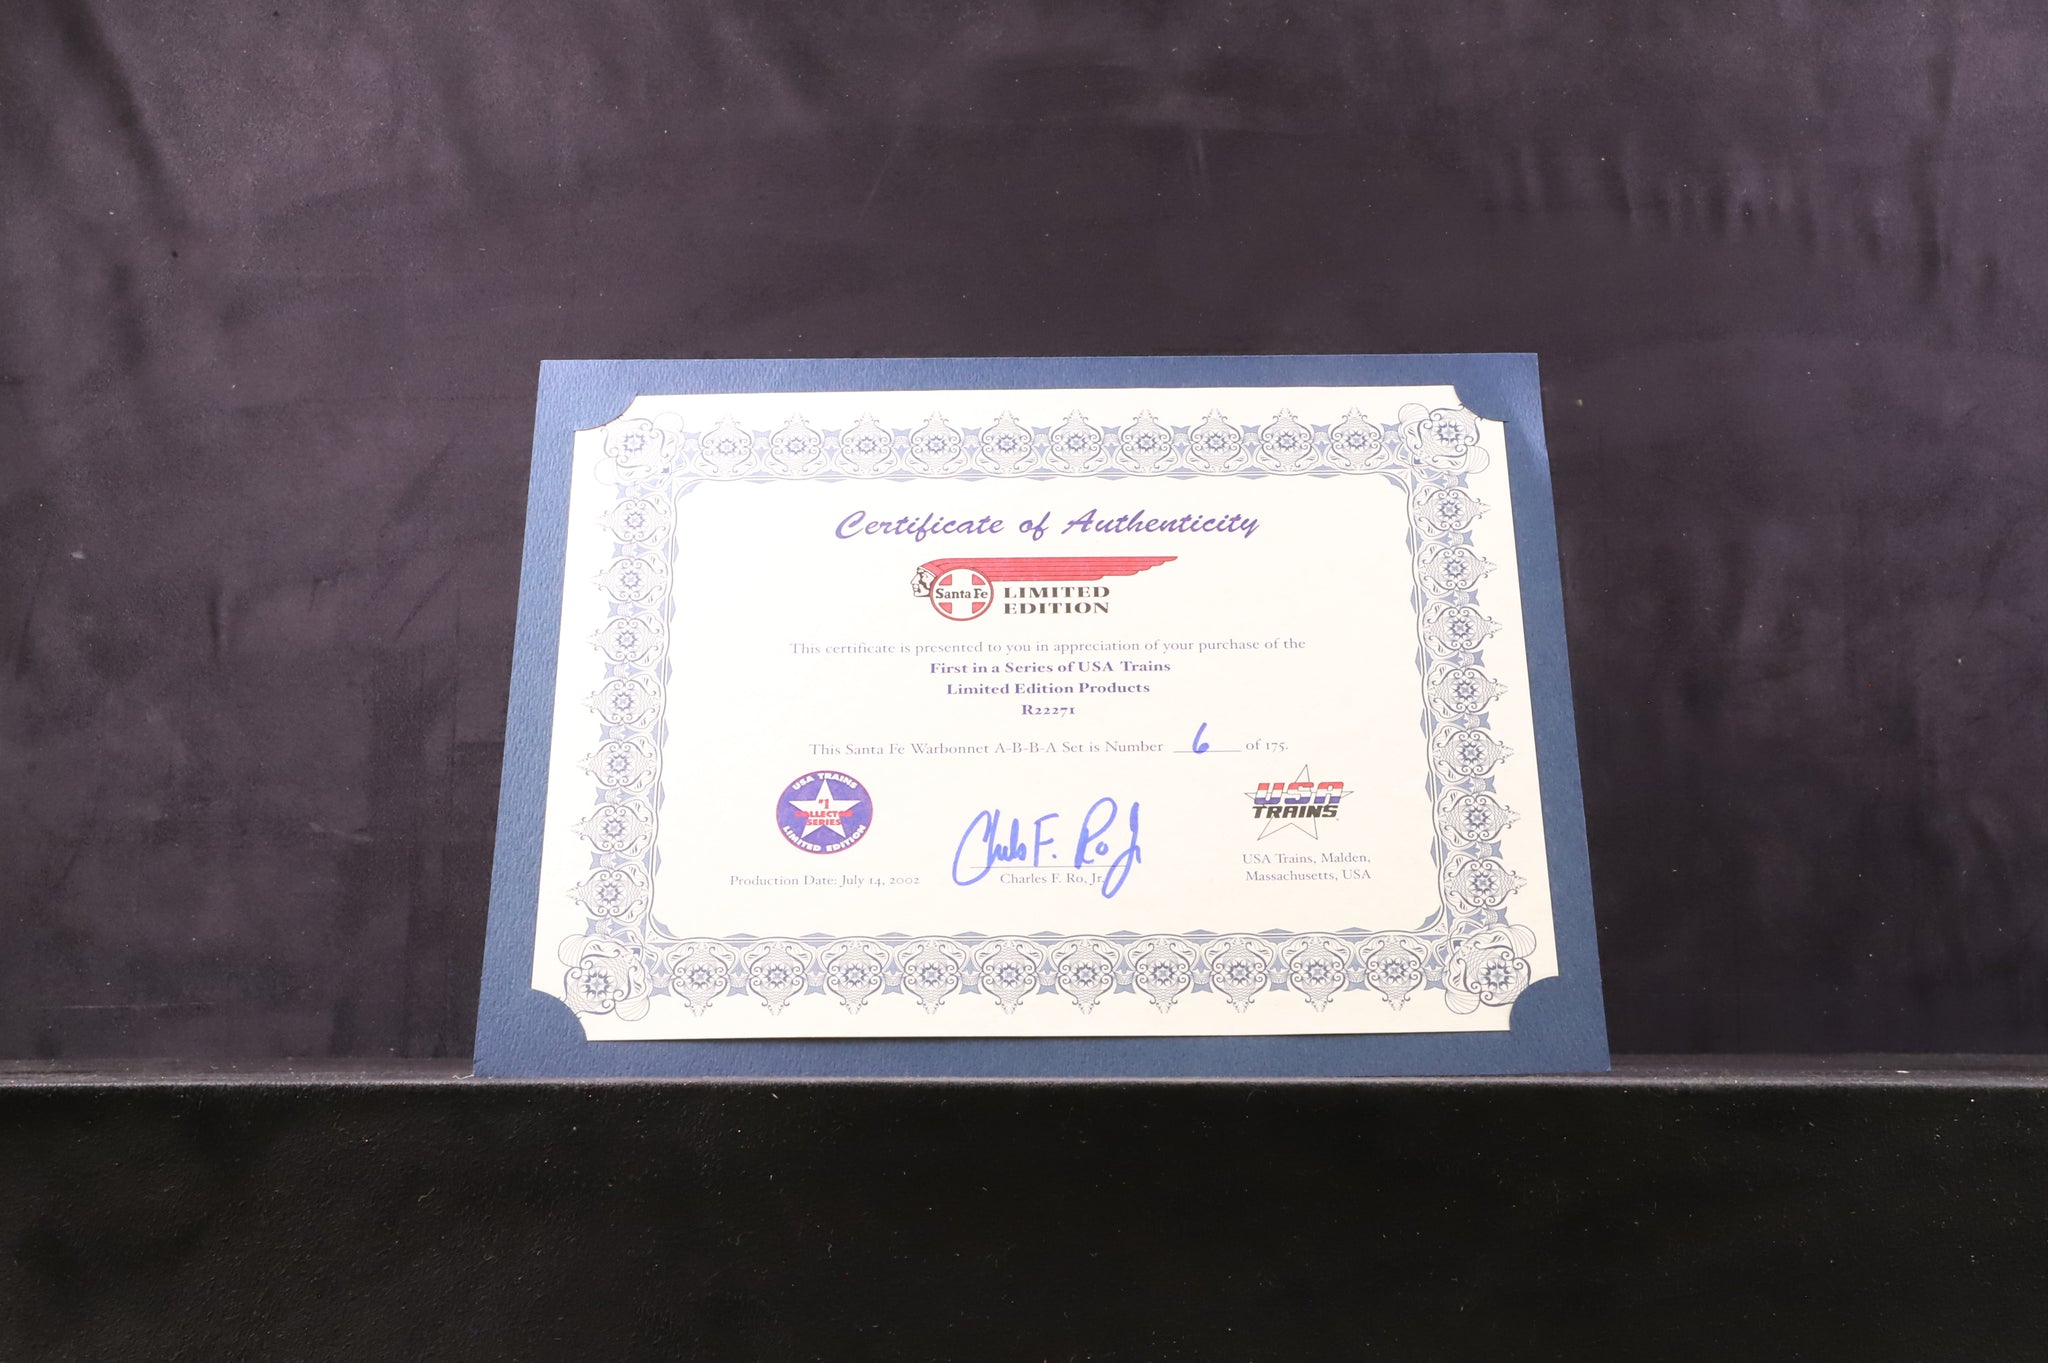 Certificate of Authenticity
Santa Fe
LIMITED
EDITION
This certificate is presented to you in appreciation of your purchase of the
First in a Series of USA Trains
Limited Edition Products
R22271
This Santa Fe Warbonnet A-B-B-A Set is Number 6 of 175.
USA TRAINS
#1
COLLECTOR
SERIES
LIMITED EDITION
USA
TRAINS
Charles F. Ro Jr
Production Date: July 14, 2002
Charles F. Ro, Jr.
USA Trains, Malden,
Massachusetts, USA